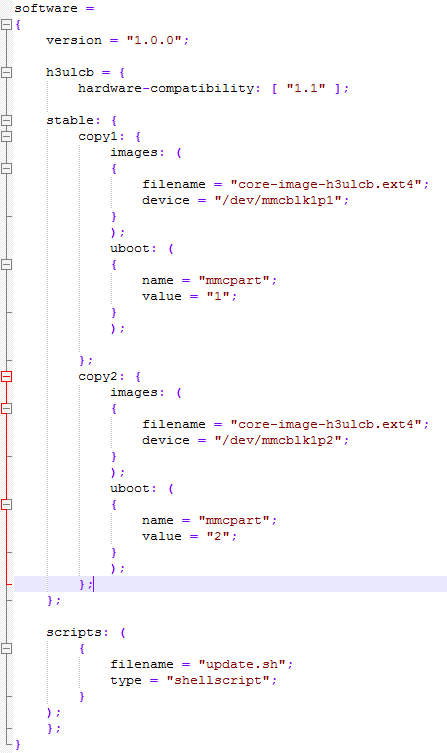 software =
{
    version = "1.0.0";

    h3ulcb = {
        hardware-compatibility: [ "1.1" ];

    stable: {
        copy1: {
            images: (
            {
                filename = "core-image-h3ulcb.ext4";
                device = "/dev/mmcblk1p1";
            }
            );
            uboot: (
            {
                name = "mmcpart";
                value = "1";
            }
            );

        };
        copy2: {
            images: (
            {
                filename = "core-image-h3ulcb.ext4";
                device = "/dev/mmcblk1p2";
            }
            );
            uboot: (
            {
                name = "mmcpart";
                value = "2";
            }
            );
        };
    };

    scripts: (
        {
            filename = "update.sh";
            type = "shellscript";
        }
    );
    };
}